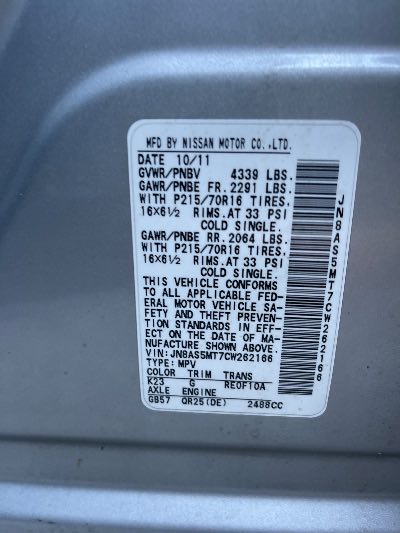 MFD BY NISSAN MOTOR CO.,LTD.
DATE 10/11
GVWR/PNBV 4339 LBS.
GAWR/PNBE FR. 2291 LBS.
WITH P215/70R16 TIRES,
16X6½ RIMS. AT 33 PSI
COLD SINGLE.
GAWR/PNBE RR. 2064 LBS.
WITH P215/70R16 TIRES,
16X6½ RIMS. AT 33 PSI
COLD SINGLE.
THIS VEHICLE CONFORMS
TO ALL APPLICABLE FED-
ERAL MOTOR VEHICLE SA-
FETY AND THEFT PREVEN-
TION STANDARDS IN EFF-
ECT ON THE DATE OF MA-
NUFACTURE SHOWN ABOVE.
VIN: JN8AS5MT7CW262166
TYPE: MPV
COLOR TRIM TRANS
K23 G RE0F10A
AXLE ENGINE
GB57 QR25(DE) 2488CC
JN8AS5MT7CW262166